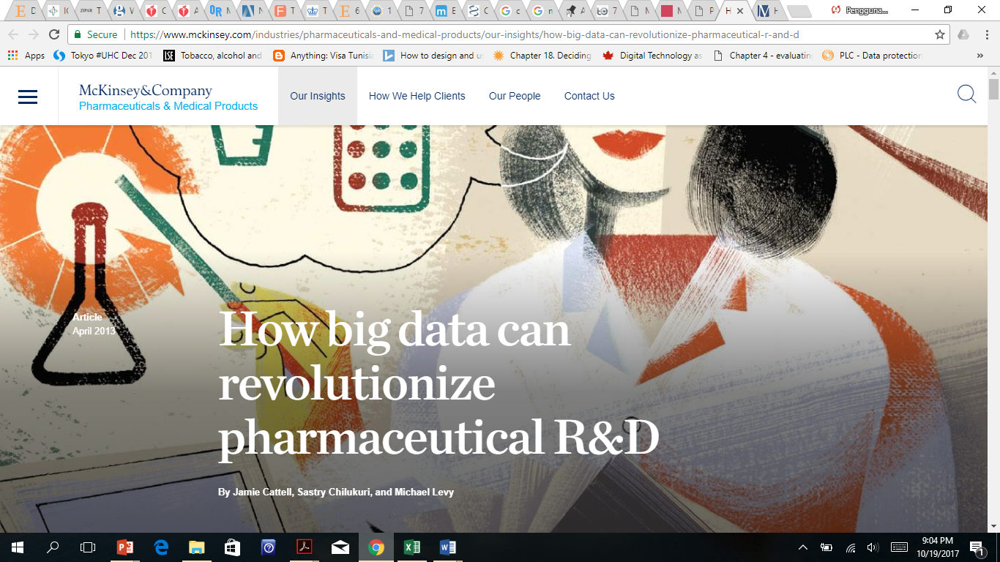 Pengguna...
Secure
https://www.mckinsey.com/industries/pharmaceuticals-and-medical-products/our-insights/how-big-data-can-revolutionize-pharmaceutical-r-and-d
Apps
Tokyo #UHC Dec 201
LSE Tobacco, alcohol and
Anything: Visa Tunisi
How to design and u
Chapter 18. Deciding
Digital Technology as
Chapter 4 - evaluatin
PLC - Data protection
»
McKinsey&Company
Pharmaceuticals & Medical Products
Our Insights
How We Help Clients
Our People
Contact Us
Article
April 2013
How big data can
revolutionize
pharmaceutical R&D
By Jamie Cattell, Sastry Chilukuri, and Michael Levy
9:04 PM
10/19/2017
1